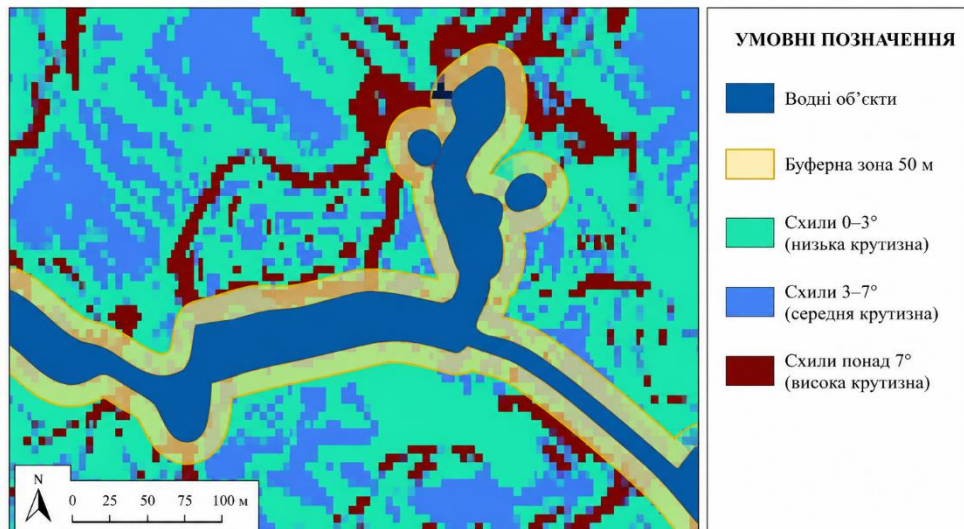 УМОВНІ ПОЗНАЧЕННЯ
Водні об’єкти
Буферна зона 50 м
Схили 0–3°
(низька крутизна)
Схили 3–7°
(середня крутизна)
Схили понад 7°
(висока крутизна)
N
0 25 50 75 100 м